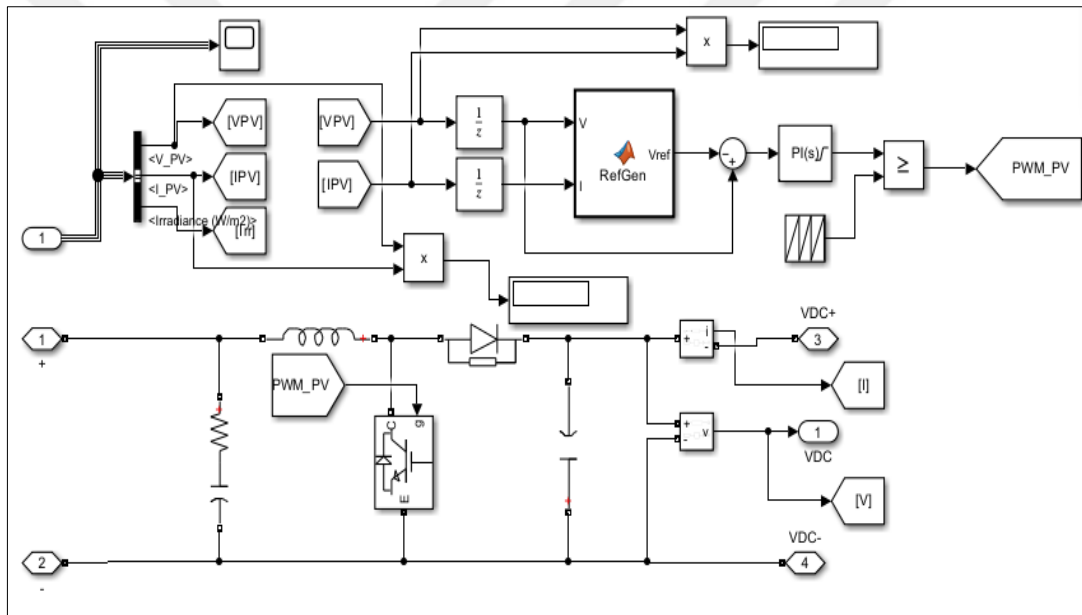 x
[VPV]
<V_PV>
[IPV]
<I_PV>
<Irradiance (W/m2)>
[Irr]
1
[VPV]
[IPV]
1
z
1
z
V
I
Vref
RefGen
-
+
PI(s)
≥
PWM_PV
x
1
+
PWM_PV
g
C
E
+
i
-
VDC+
3
[I]
+
-
v
1
VDC
[V]
VDC-
4
2
-